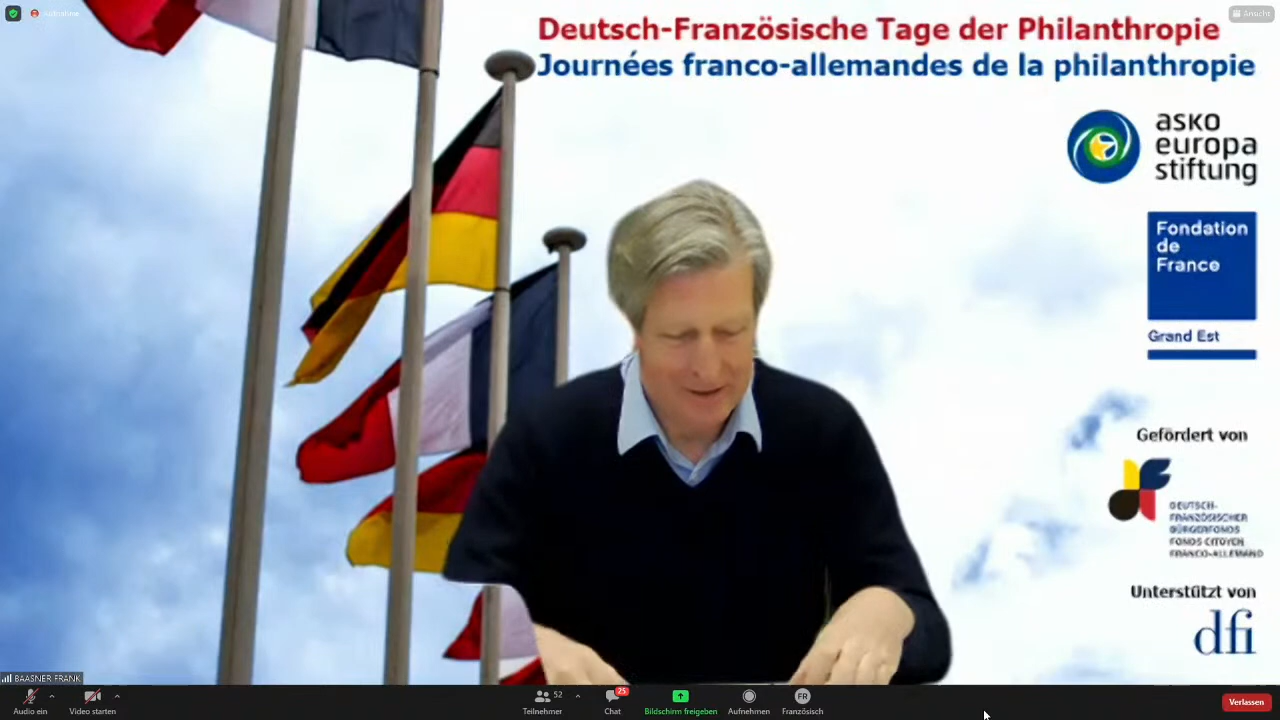 Aufnahme
Ansicht
Deutsch-Französische Tage der Philanthropie
Journées franco-allemandes de la philanthropie
asko
europa
stiftung
Fondation
de
France
Grand Est
Gefördert von
DEUTSCH-
FRANZÖSISCHER
BÜRGERFONDS
FONDS CITOYEN
FRANCO-ALLEMAND
Unterstützt von
dfi
BAASNER FRANK
Audio ein
Video starten
52
Teilnehmer
25
Chat
Bildschirm freigeben
Aufnehmen
FR
Französisch
Verlassen